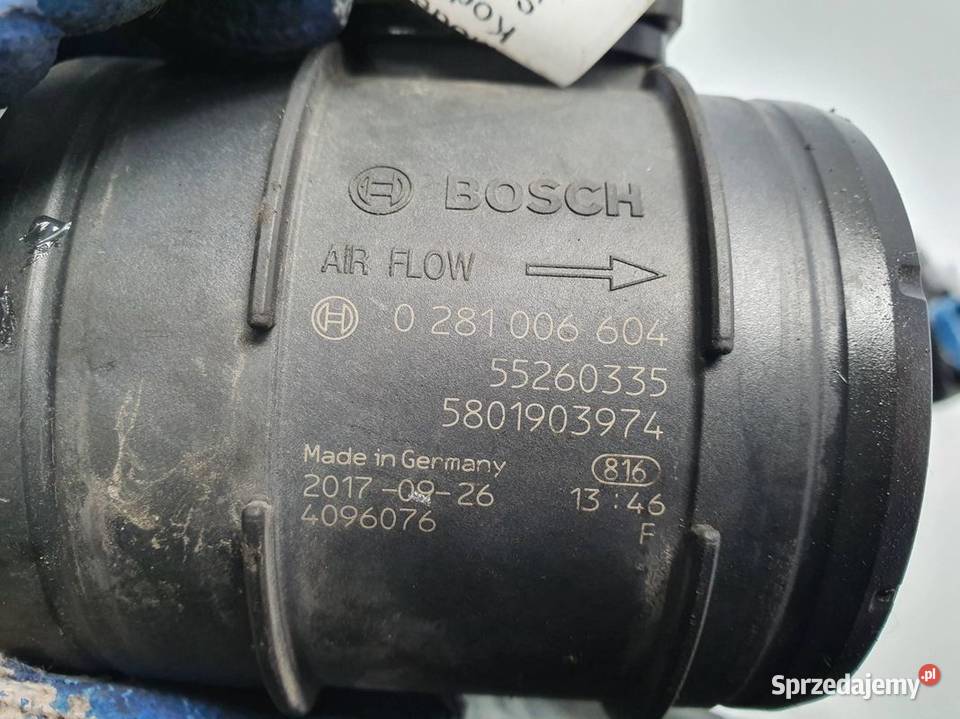 BOSCH
AIR FLOW
0 281 006 604
55260335
5801903974
Made in Germany 816
2017-09-26 13:46
4096076 F
Sprzedajemy.pl